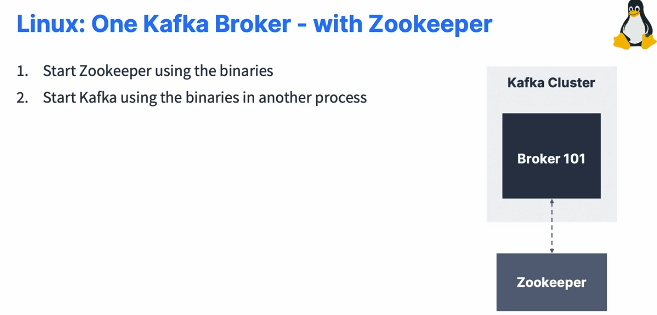 Linux: One Kafka Broker - with Zookeeper
1. Start Zookeeper using the binaries
2. Start Kafka using the binaries in another process
Kafka Cluster
Broker 101
Zookeeper